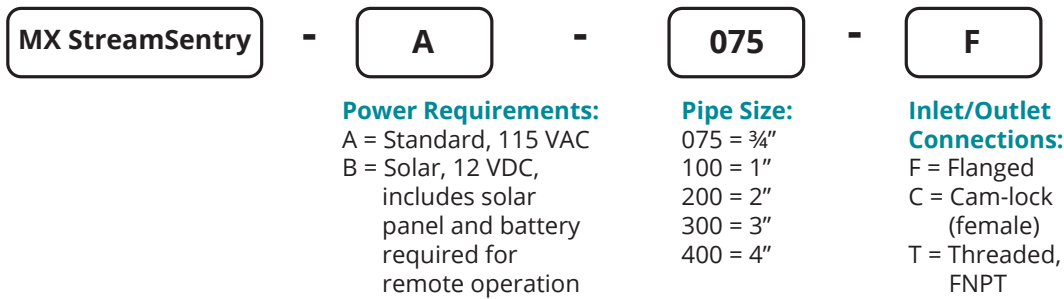 MX StreamSentry - A - 075 - F
Power Requirements:
A = Standard, 115 VAC
B = Solar, 12 VDC,
includes solar
panel and battery
required for
remote operation
Pipe Size:
075 = ¾”
100 = 1”
200 = 2”
300 = 3”
400 = 4”
Inlet/Outlet
Connections:
F = Flanged
C = Cam-lock
(female)
T = Threaded,
FNPT